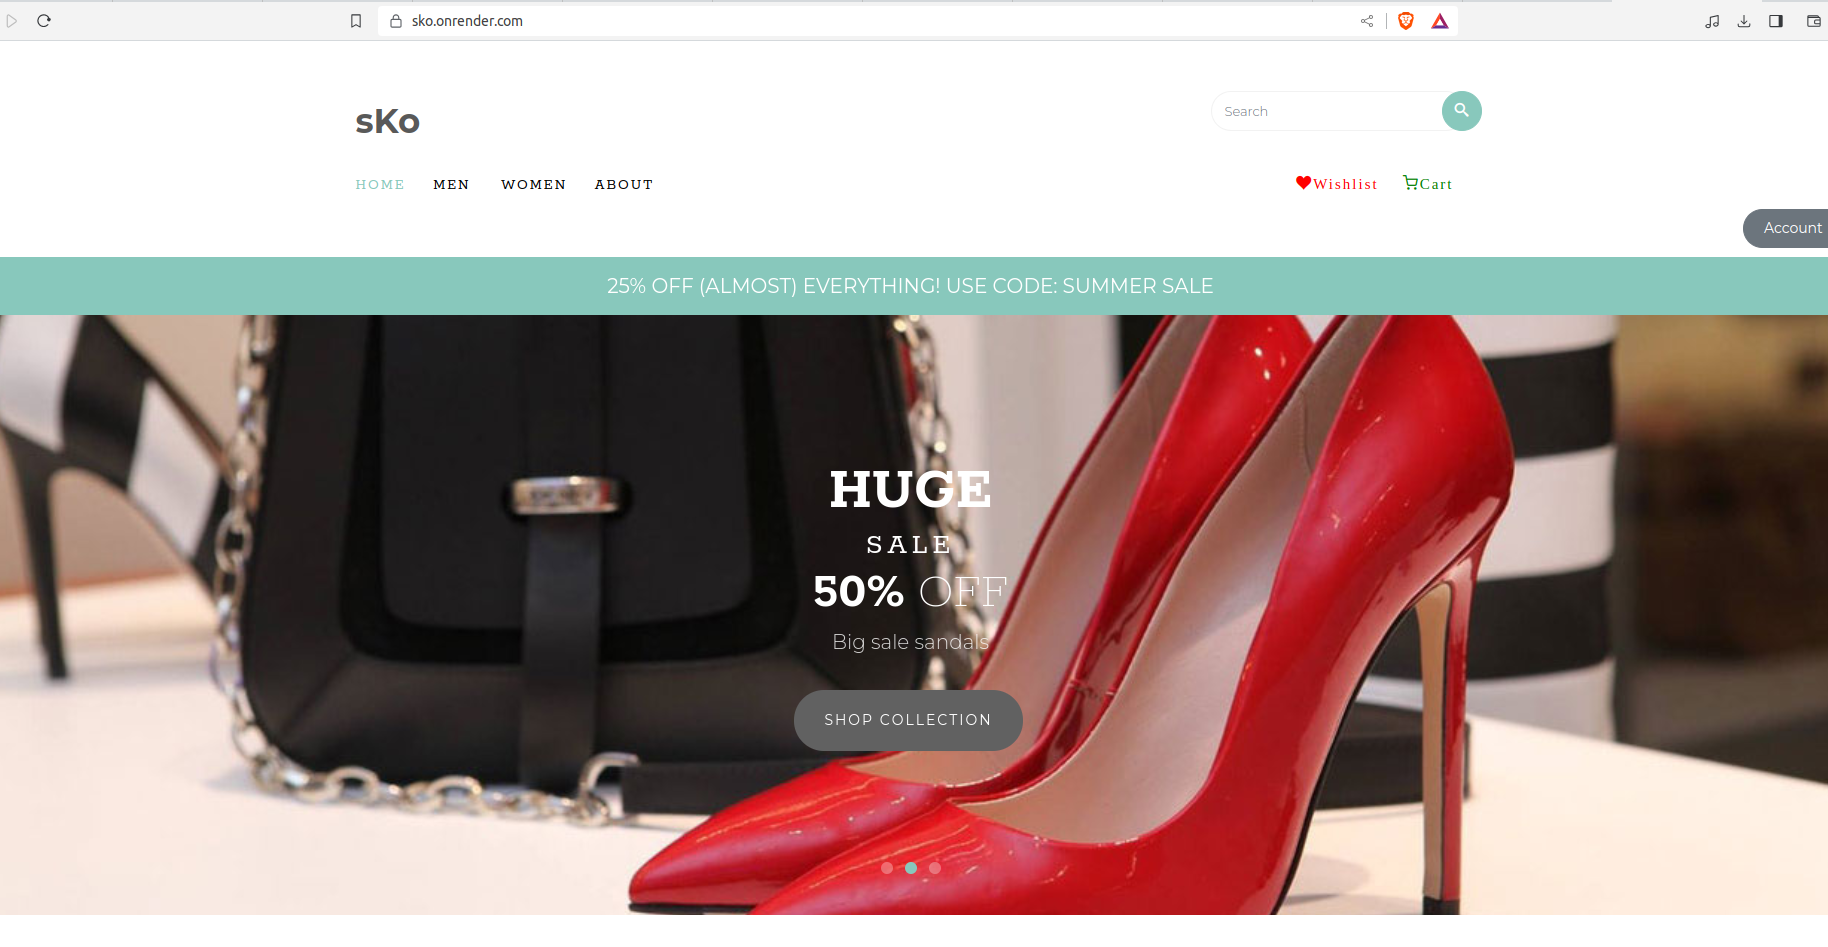 sko.onrender.com
sKo
Search
HOME MEN WOMEN ABOUT
Wishlist Cart
Account
25% OFF (ALMOST) EVERYTHING! USE CODE: SUMMER SALE
HUGE
SALE
50% OFF
Big sale sandals
SHOP COLLECTION